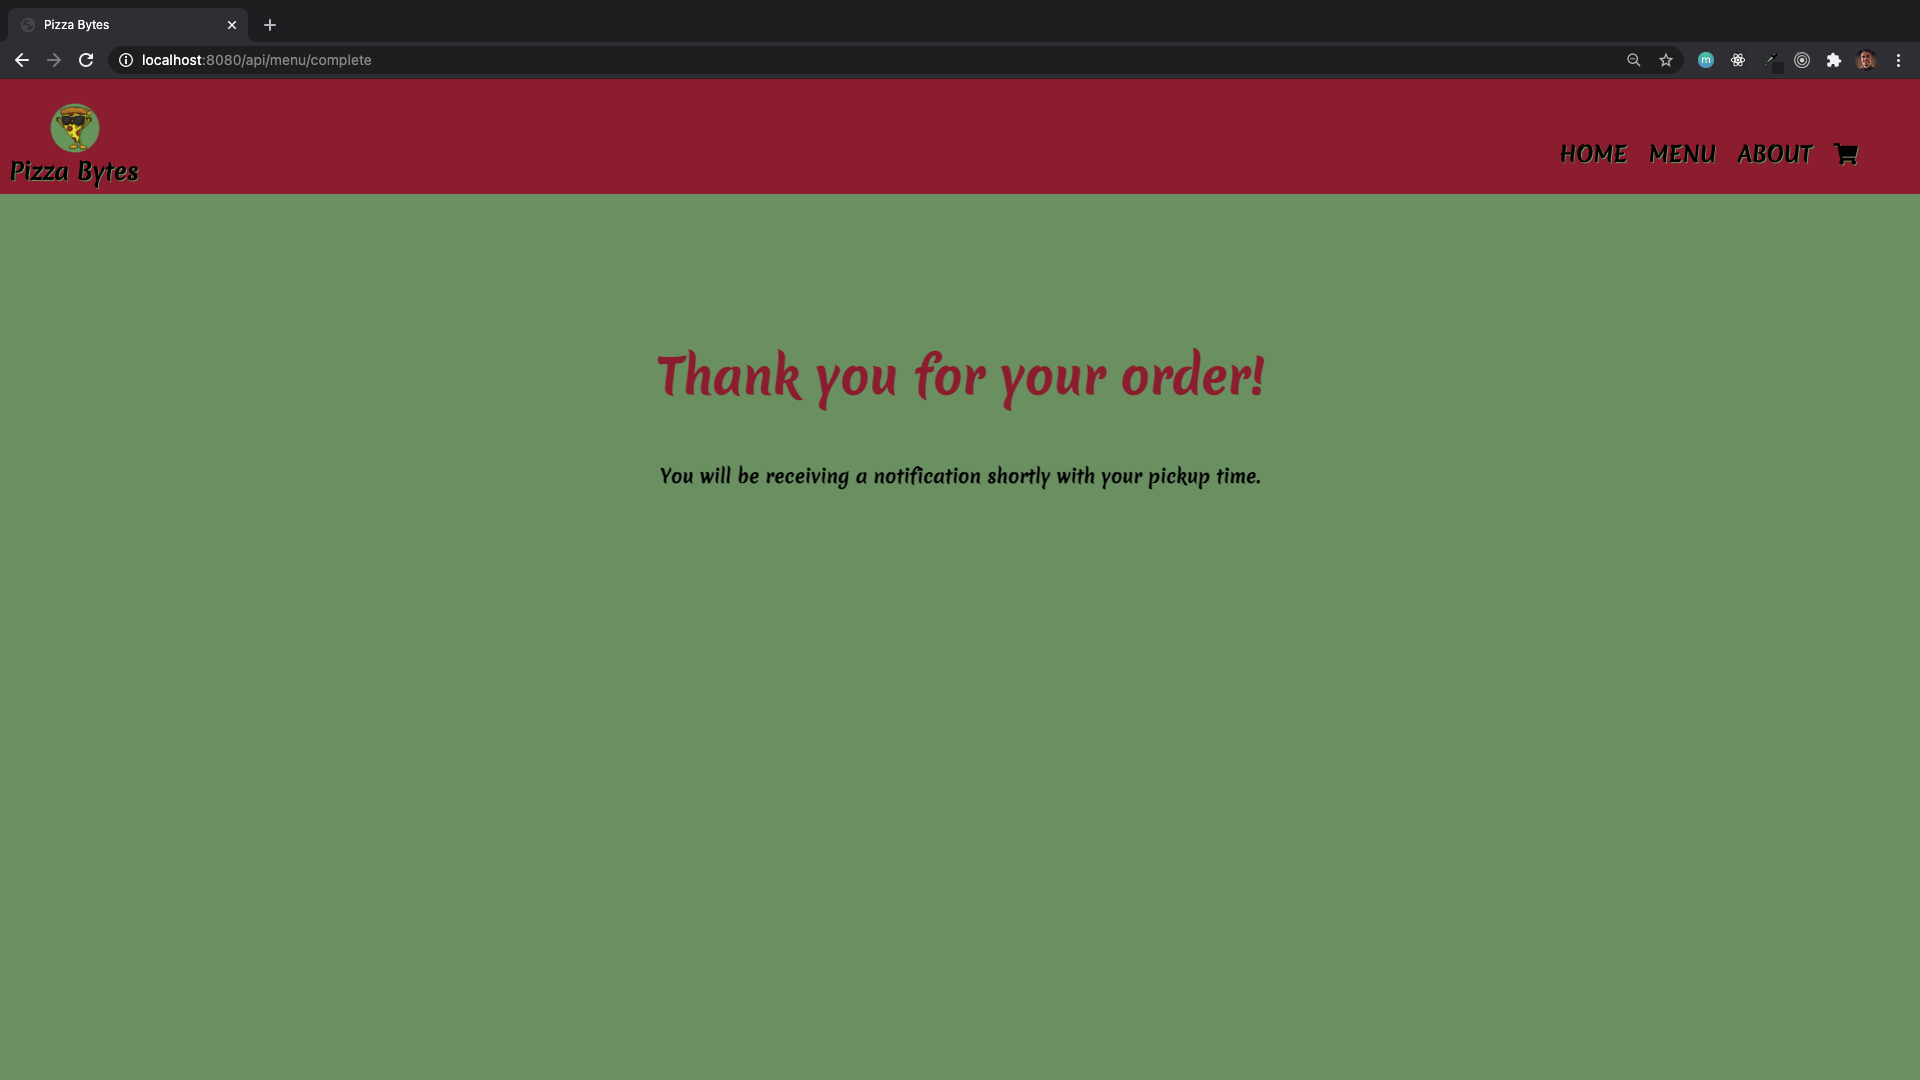 Pizza Bytes
localhost:8080/api/menu/complete
m
Pizza Bytes
HOME MENU ABOUT
Thank you for your order!
You will be receiving a notification shortly with your pickup time.